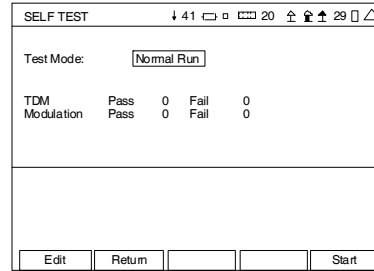 SELF TEST 41 20 29
Test Mode: Normal Run
TDM Pass 0 Fail 0
Modulation Pass 0 Fail 0
Edit Return Start